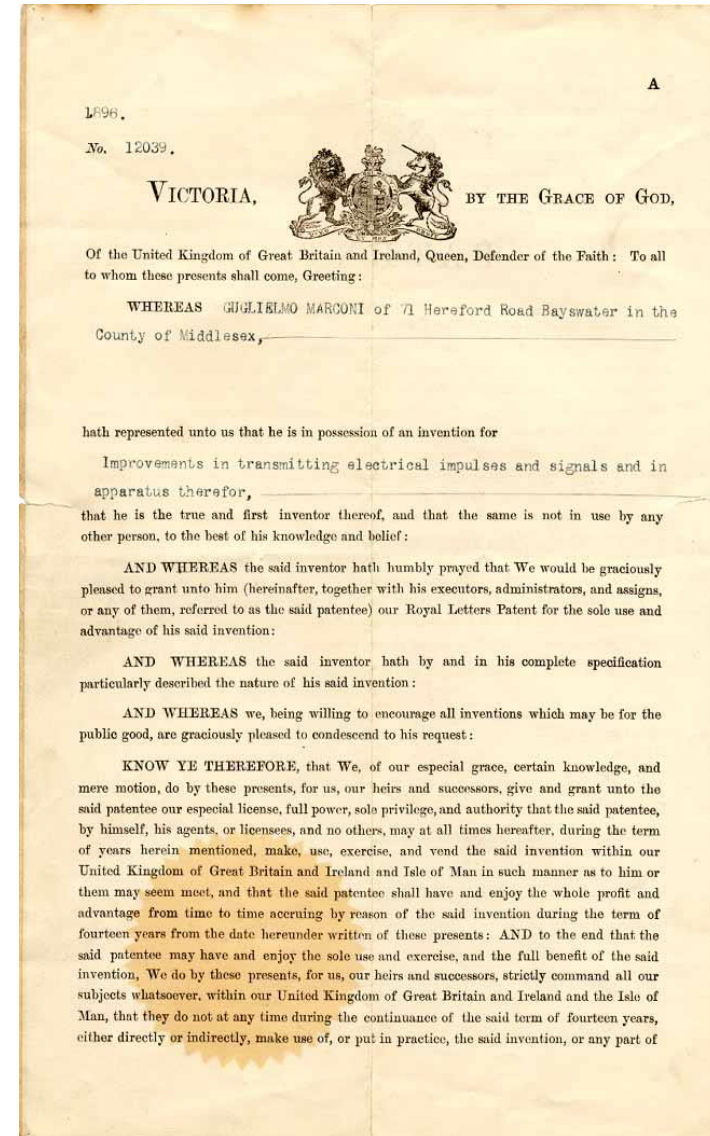 A
1896.
No. 12039.
VICTORIA, BY THE GRACE OF GOD,
Of the United Kingdom of Great Britain and Ireland, Queen, Defender of the Faith : To all
to whom these presents shall come, Greeting :
WHEREAS GUGLIELMO MARCONI of 71 Hereford Road Bayswater in the
County of Middlesex,
hath represented unto us that he is in possession of an invention for
Improvements in transmitting electrical impulses and signals and in
apparatus therefor,
that he is the true and first inventor thereof, and that the same is not in use by any
other person, to the best of his knowledge and belief :
AND WHEREAS the said inventor hath humbly prayed that We would be graciously
pleased to grant unto him (hereinafter, together with his executors, administrators, and assigns,
or any of them, referred to as the said patentee) our Royal Letters Patent for the sole use and
advantage of his said invention:
AND WHEREAS the said inventor hath by and in his complete specification
particularly described the nature of his said invention :
AND WHEREAS we, being willing to encourage all inventions which may be for the
public good, are graciously pleased to condescend to his request :
KNOW YE THEREFORE, that We, of our especial grace, certain knowledge, and
mere motion, do by these presents, for us, our heirs and successors, give and grant unto the
said patentee our especial license, full power, sole privilege, and authority that the said patentee,
by himself, his agents, or licensees, and no others, may at all times hereafter, during the term
of years herein mentioned, make, use, exercise, and vend the said invention within our
United Kingdom of Great Britain and Ireland and Isle of Man in such manner as to him or
them may seem meet, and that the said patentee shall have and enjoy the whole profit and
advantage from time to time accruing by reason of the said invention during the term of
fourteen years from the date hereunder written of these presents : AND to the end that the
said patentee may have and enjoy the sole use and exercise, and the full benefit of the said
invention, We do by these presents, for us, our heirs and successors, strictly command all our
subjects whatsoever, within our United Kingdom of Great Britain and Ireland and the Isle of
Man, that they do not at any time during the continuance of the said term of fourteen years,
either directly or indirectly, make use of, or put in practice, the said invention, or any part of